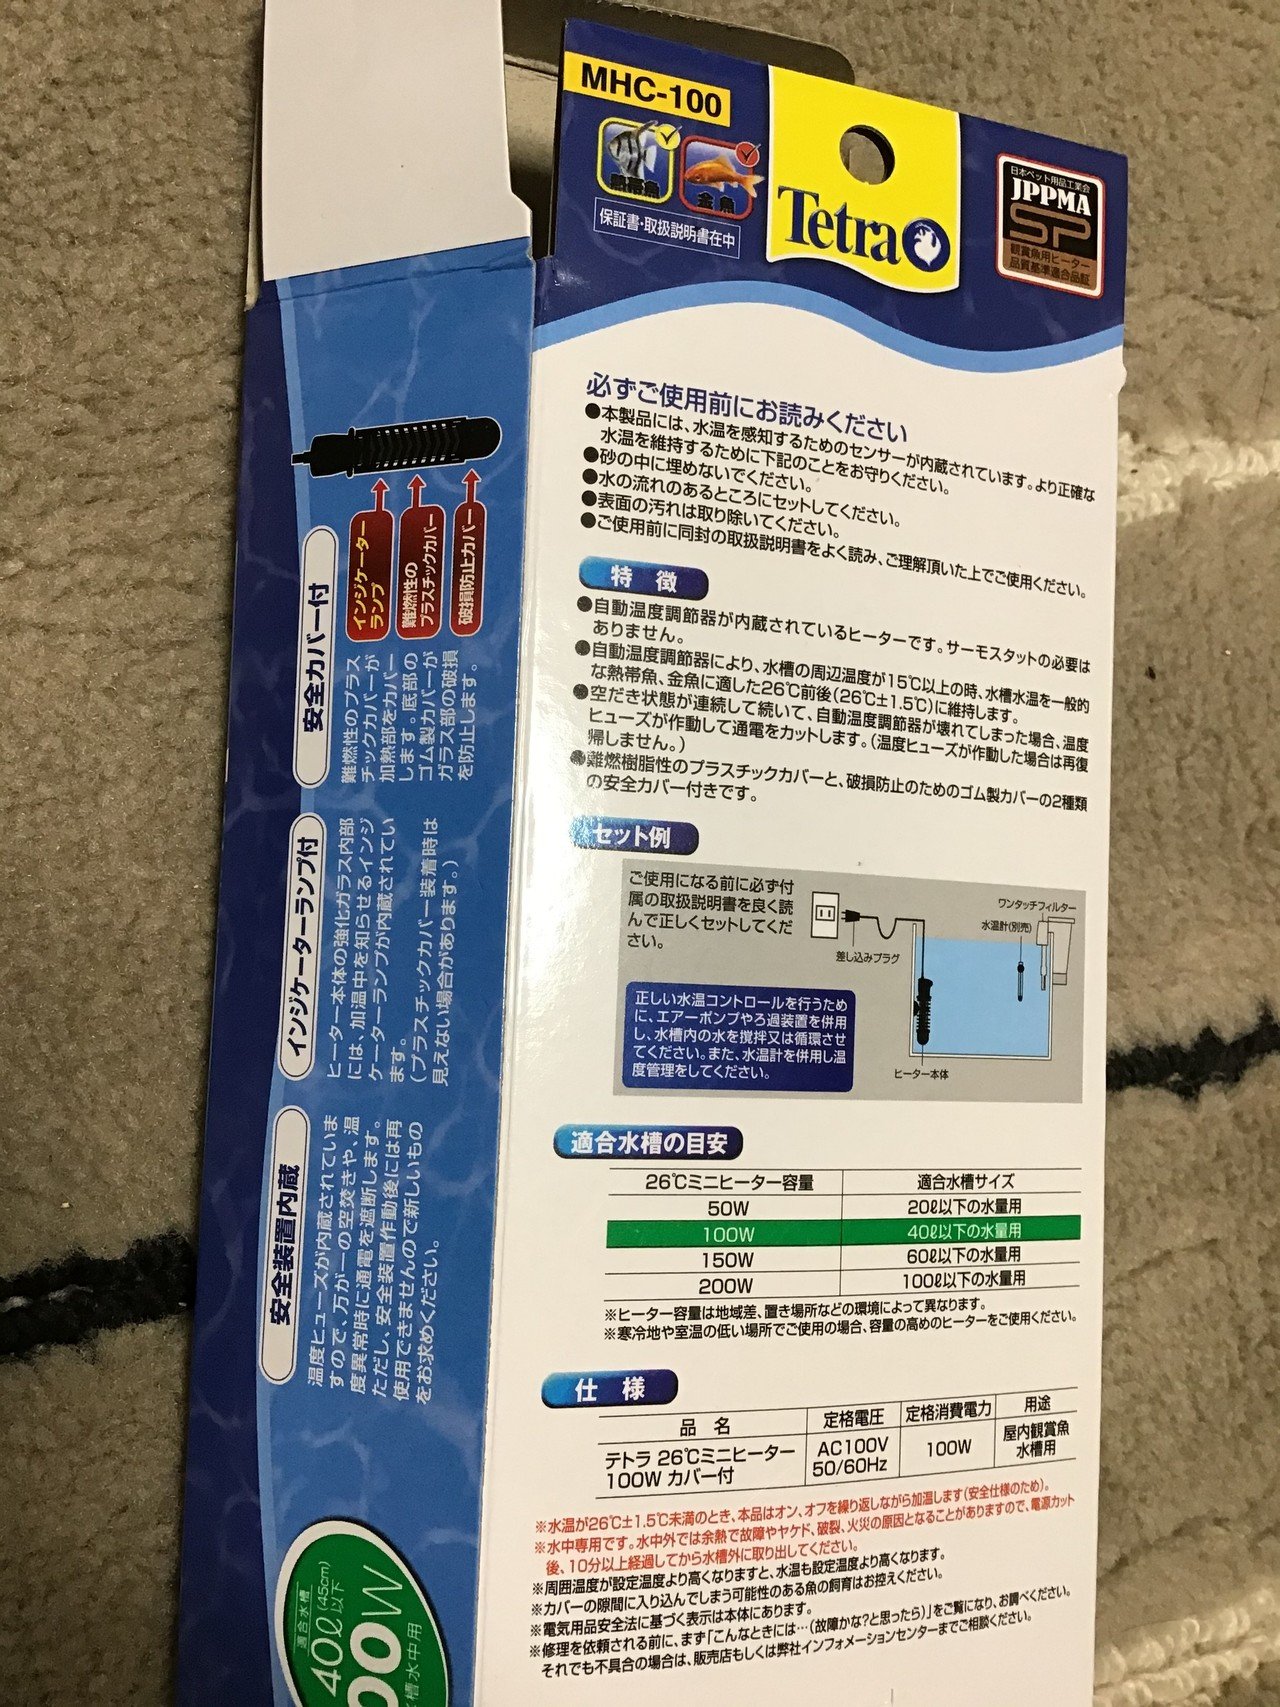 MHC-100
熱帯魚
金魚
保証書・取扱説明書在中
Tetra
日本ペット用品工業会
JPPMA
SP
観賞魚用ヒーター
品質基準適合品証
必ずご使用前にお読みください
●本製品には、水温を感知するためのセンサーが内蔵されています。より正確な
水温を維持するために下記のことをお守りください。
●砂の中に埋めないでください。
●水の流れのあるところにセットしてください。
●表面の汚れは取り除いてください。
●ご使用前に同封の取扱説明書をよく読み、ご理解頂いた上でご使用ください。
特 徴
●自動温度調節器が内蔵されているヒーターです。サーモスタットの必要は
ありません。
●自動温度調節器により、水槽の周辺温度が15℃以上の時、水槽水温を一般的
な熱帯魚、金魚に適した26℃前後(26℃±1.5℃)に維持します。
●空だき状態が連続して続いて、自動温度調節器が壊れてしまった場合、温度
ヒューズが作動して通電をカットします。(温度ヒューズが作動した場合は再復
帰しません。)
●難燃樹脂性のプラスチックカバーと、破損防止のためのゴム製カバーの2種類
の安全カバー付きです。
セット例
ご使用になる前に必ず付
属の取扱説明書を良く読
んで正しくセットしてくだ
さい。
差し込みプラグ
水温計(別売)
ワンタッチフィルター
ヒーター本体
正しい水温コントロールを行うため
に、エアーポンプやろ過装置を併用
し、水槽内の水を撹拌又は循環させ
てください。また、水温計を併用し温
度管理をしてください。
適合水槽の目安
26℃ミニヒーター容量 適合水槽サイズ
50W 20ℓ以下の水量用
100W 40ℓ以下の水量用
150W 60ℓ以下の水量用
200W 100ℓ以下の水量用
※ヒーター容量は地域差、置き場所などの環境によって異なります。
※寒冷地や室温の低い場所でご使用の場合、容量の高めのヒーターをご使用ください。
仕 様
品 名 定格電圧 定格消費電力 用途
テトラ 26℃ミニヒーター
100W カバー付
AC100V
50/60Hz
100W
屋内観賞魚
水槽用
※水温が26℃±1.5℃未満のとき、本品はオン、オフを繰り返しながら加温します(安全仕様のため)。
※水中専用です。水中外では余熱で故障やヤケド、破裂、火災の原因となることがありますので、電源カット
後、10分以上経過してから水槽外に取り出してください。
※周囲温度が設定温度より高くなりますと、水温も設定温度より高くなります。
※カバーの隙間に入り込んでしまう可能性のある魚の飼育はお控えください。
※電気用品安全法に基づく表示は本体にあります。
※修理を依頼される前に、まず「こんなときには…(故障かな?と思ったら)」をご覧になり、お調べください。
それでも不具合の場合は、販売店もしくは弊社インフォメーションセンターまでご相談ください。
安全カバー付
インジケーター
ランプ
難燃性の
プラスチックカバー
破損防止カバー
難燃性のプラス
チックカバーが
加熱部をカバー
します。底部の
ゴム製カバーが
ガラス部の破損
を防止します。
インジケーターランプ付
ヒーター本体の強化ガラス内部
には、加温中を知らせるインジ
ケーターランプが内蔵されてい
ます。
(プラスチックカバー装着時は
見えない場合があります。)
安全装置内蔵
温度ヒューズが内蔵されていま
すので、万が一の空焚きや、温
度異常時に通電を遮断します。
ただし、安全装置作動後には再
使用できませんので新しいもの
をお求めください。
適合水槽
40ℓ(45cm)以下
00W
槽水中用